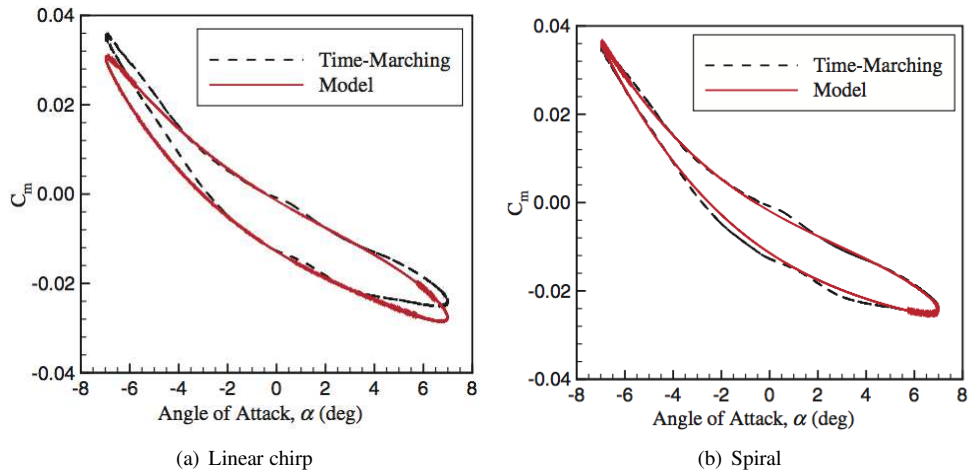 0.04
0.02
0.00
-0.02
-0.04
C_m
-8 -6 -4 -2 0 2 4 6 8
Angle of Attack, α (deg)
Time-Marching
Model
(a) Linear chirp
0.04
0.02
0.00
-0.02
-0.04
C_m
-8 -6 -4 -2 0 2 4 6 8
Angle of Attack, α (deg)
Time-Marching
Model
(b) Spiral